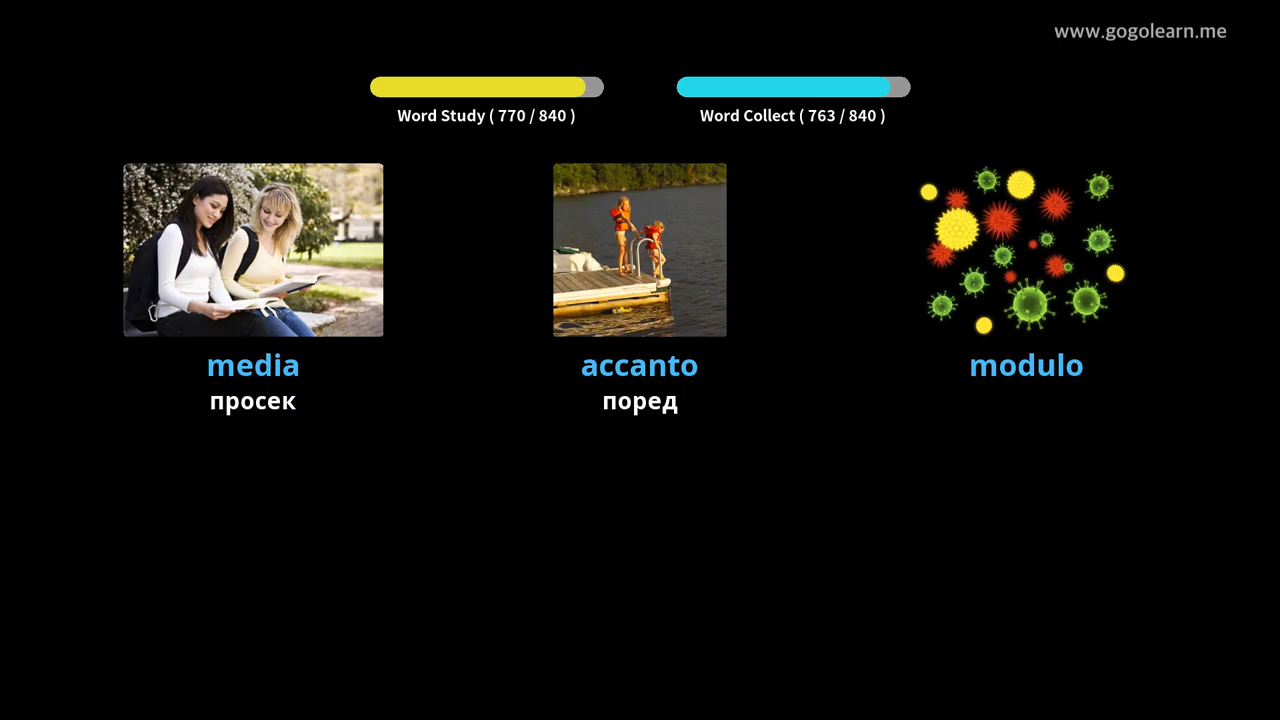 www.gogolearn.me
Word Study ( 770 / 840 )
Word Collect ( 763 / 840 )
media
просек
accanto
поред
modulo